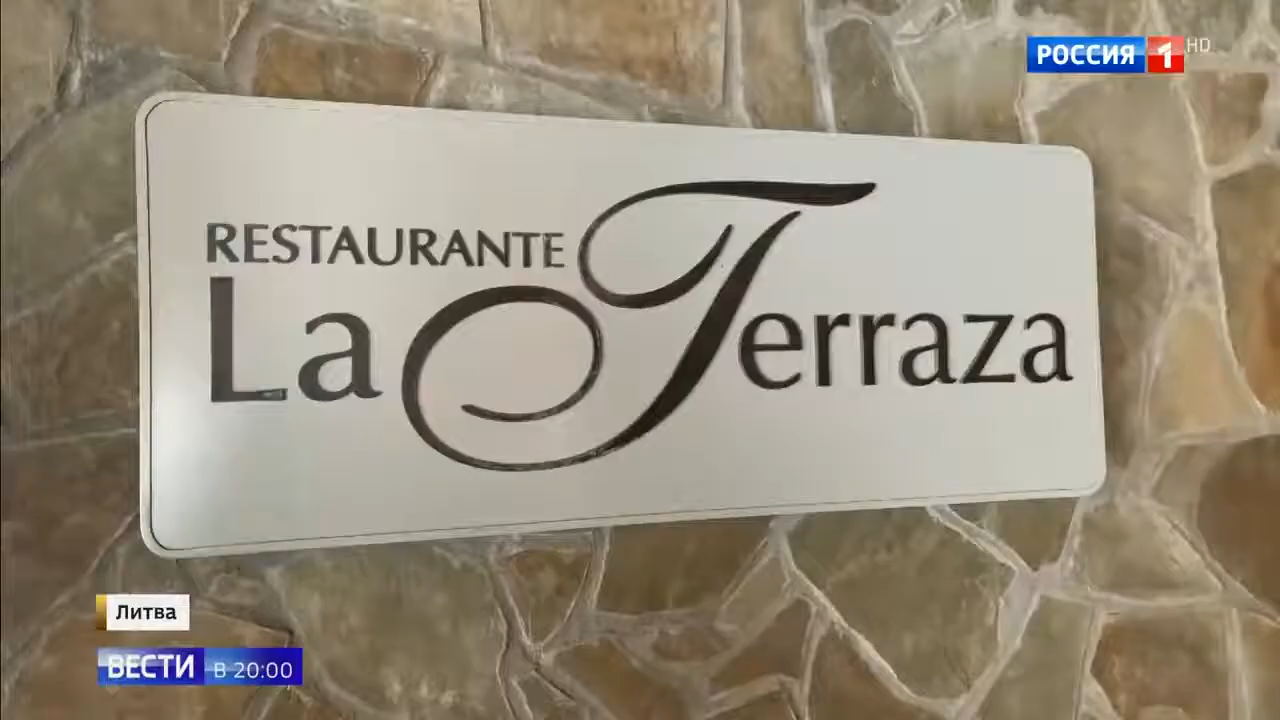 РОССИЯ 1 HD
RESTAURANTE
La Terraza
Литва
ВЕСТИ В 20:00